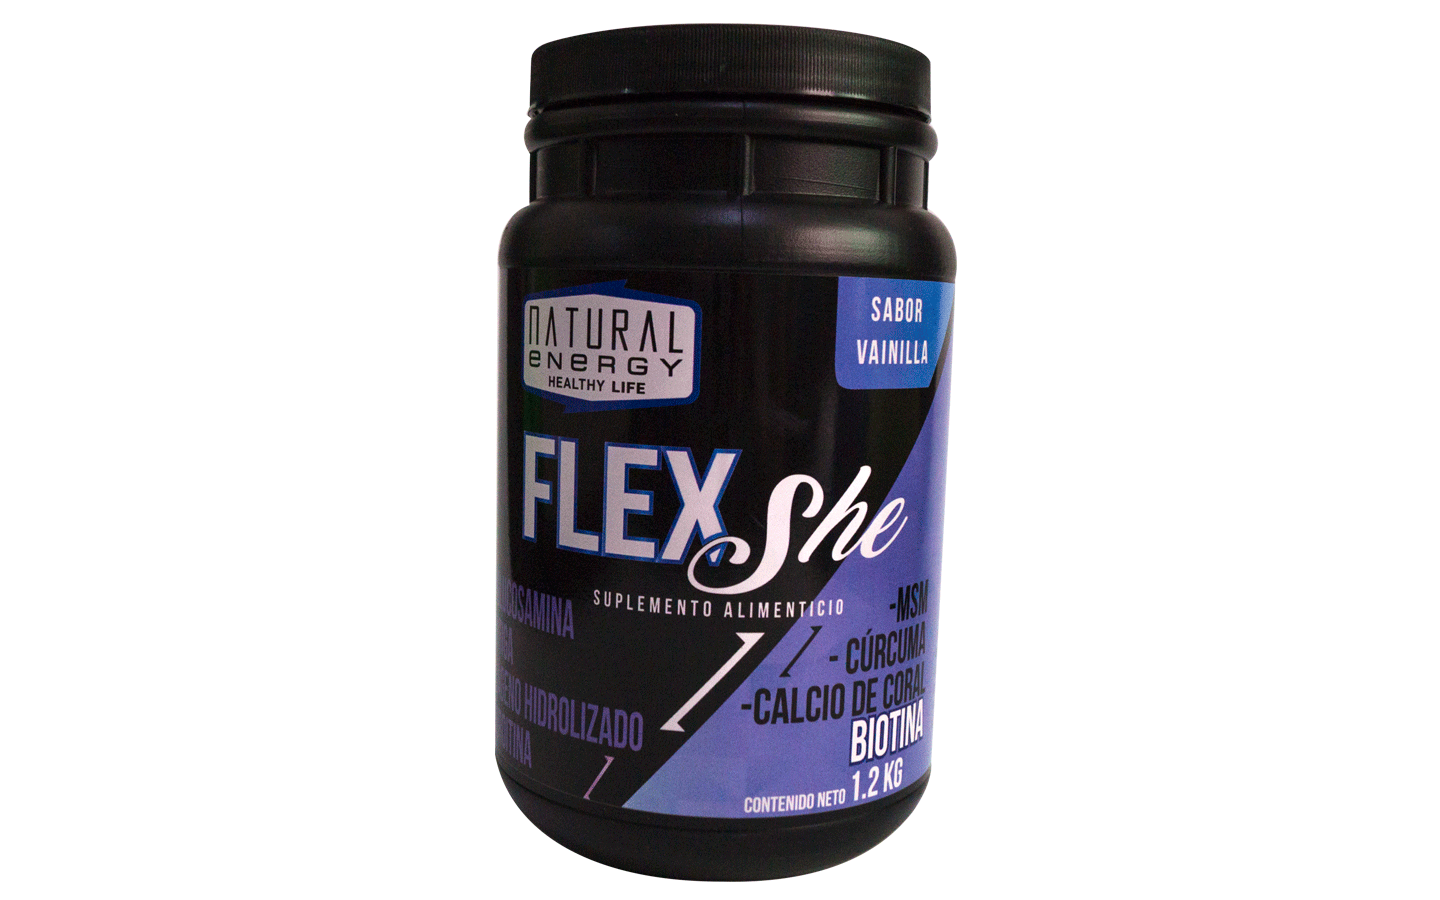 NATURAL
ENERGY
HEALTHY LIFE
SABOR
VAINILLA
FLEX She
SUPLEMENTO ALIMENTICIO
HIDROLIZADO
-MSM
- CÚRCUMA
-CALCIO DE CORAL
BIOTINA
CONTENIDO NETO 1.2 KG